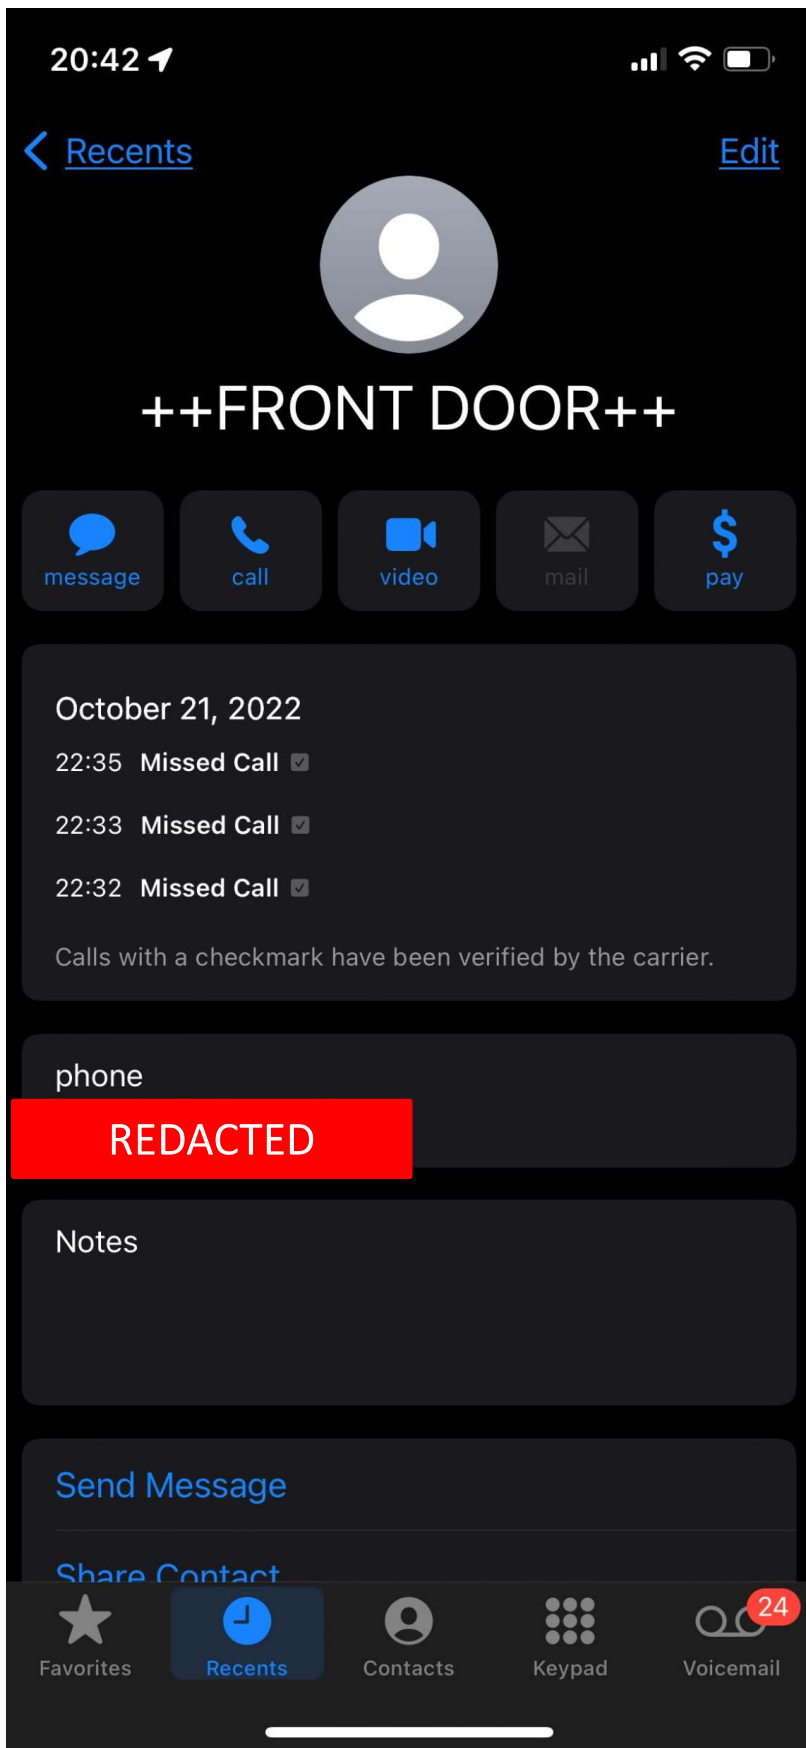 20:42
Recents
Edit
++FRONT DOOR++
message
call
video
mail
pay
October 21, 2022
22:35 Missed Call
22:33 Missed Call
22:32 Missed Call
Calls with a checkmark have been verified by the carrier.
phone
REDACTED
Notes
Send Message
Share Contact
24
Favorites
Recents
Contacts
Keypad
Voicemail